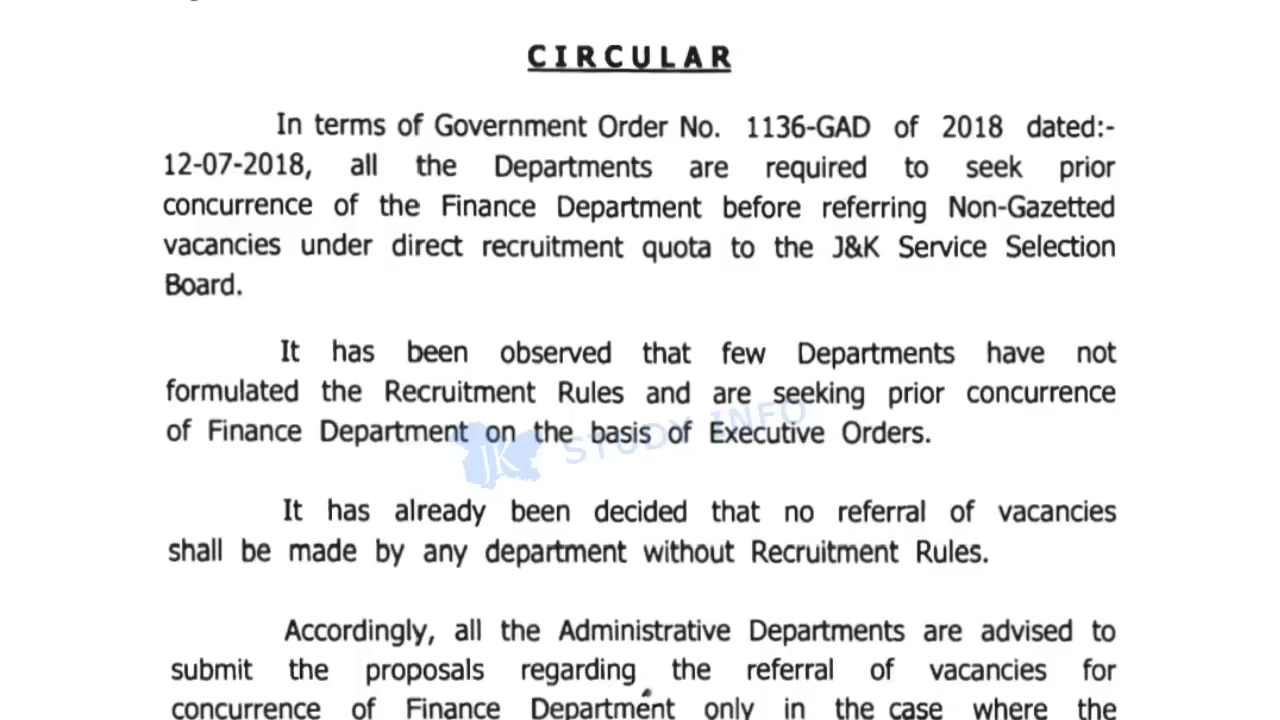 CIRCULAR
In terms of Government Order No. 1136-GAD of 2018 dated:-
12-07-2018, all the Departments are required to seek prior
concurrence of the Finance Department before referring Non-Gazetted
vacancies under direct recruitment quota to the J&K Service Selection
Board.
It has been observed that few Departments have not
formulated the Recruitment Rules and are seeking prior concurrence
of Finance Department on the basis of Executive Orders.
JK STUDY INFO
It has already been decided that no referral of vacancies
shall be made by any department without Recruitment Rules.
Accordingly, all the Administrative Departments are advised to
submit the proposals regarding the referral of vacancies for
concurrence of Finance Department only in the case where the